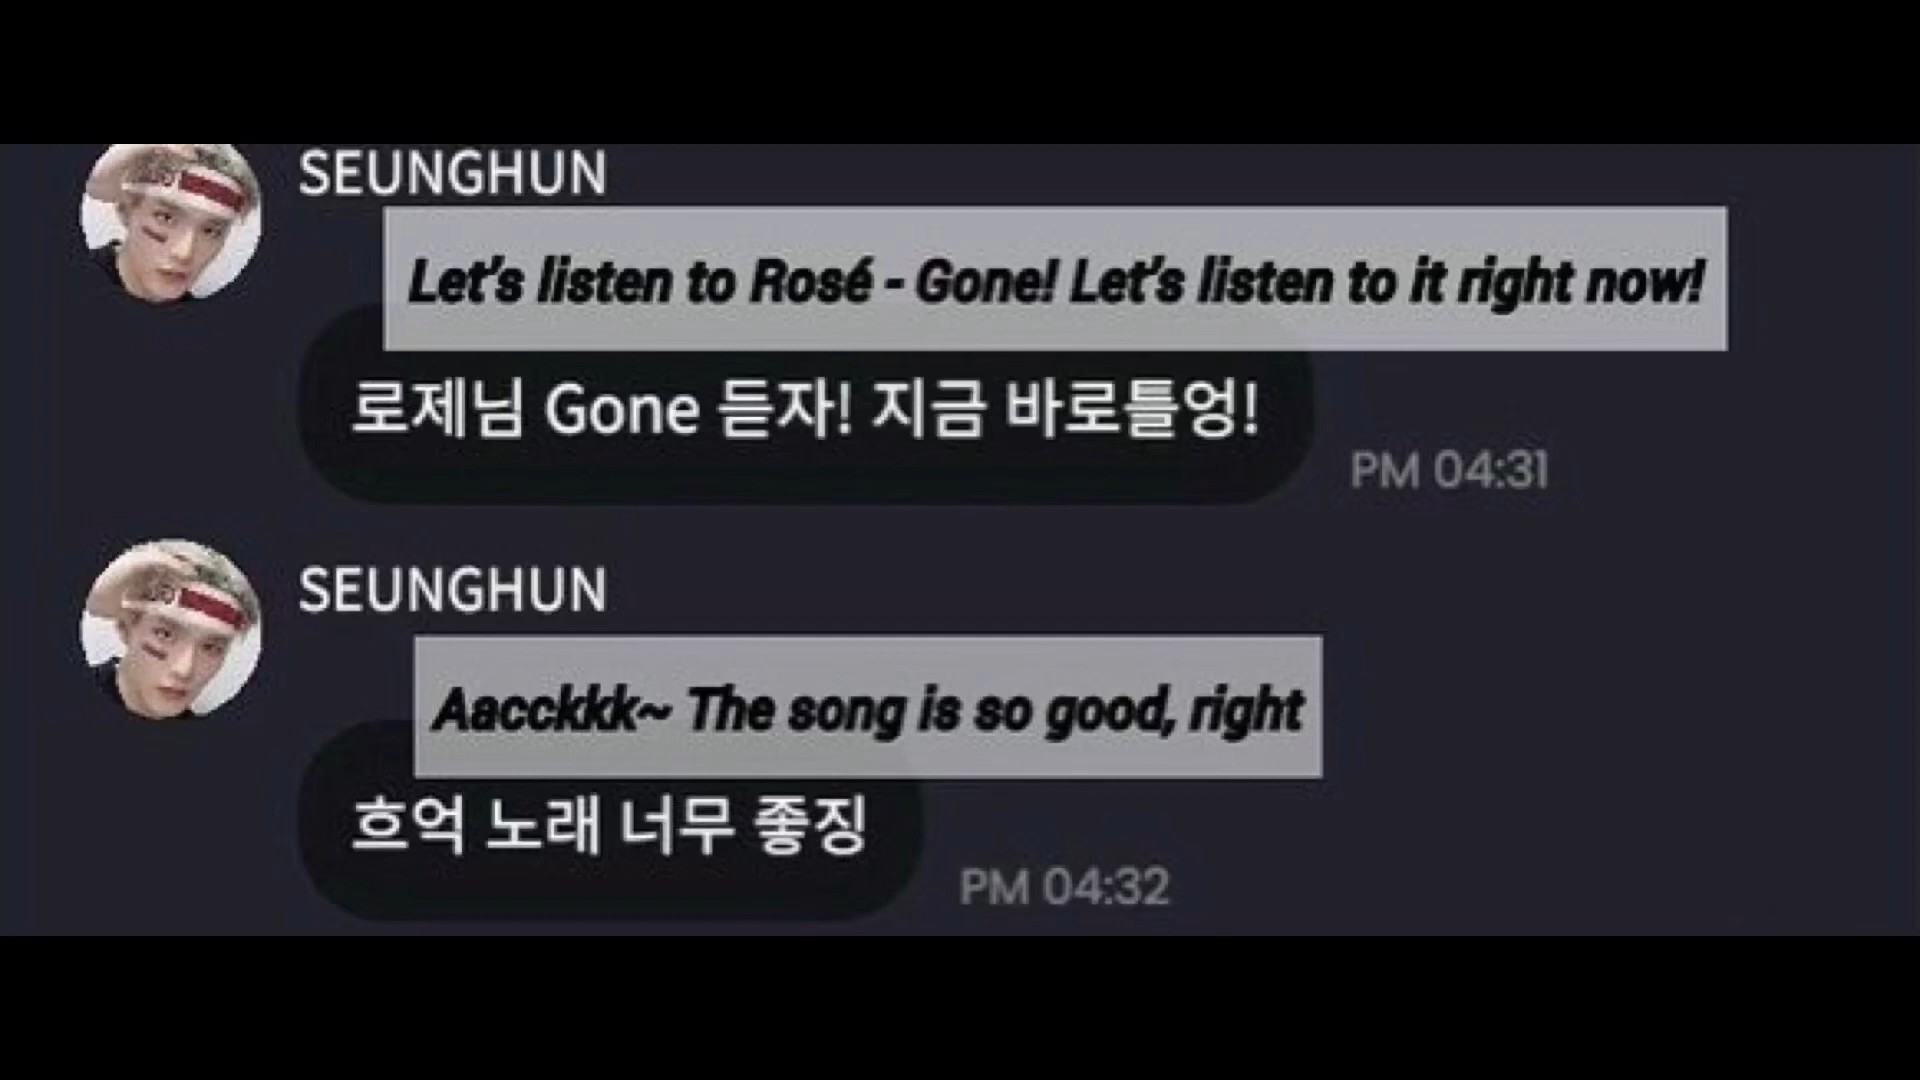 SEUNGHUN
Let's listen to Rosé - Gone! Let's listen to it right now!
로제님 Gone 듣자! 지금 바로틀엉!
PM 04:31
SEUNGHUN
Aacckkk~ The song is so good, right
흐억 노래 너무 좋징
PM 04:32